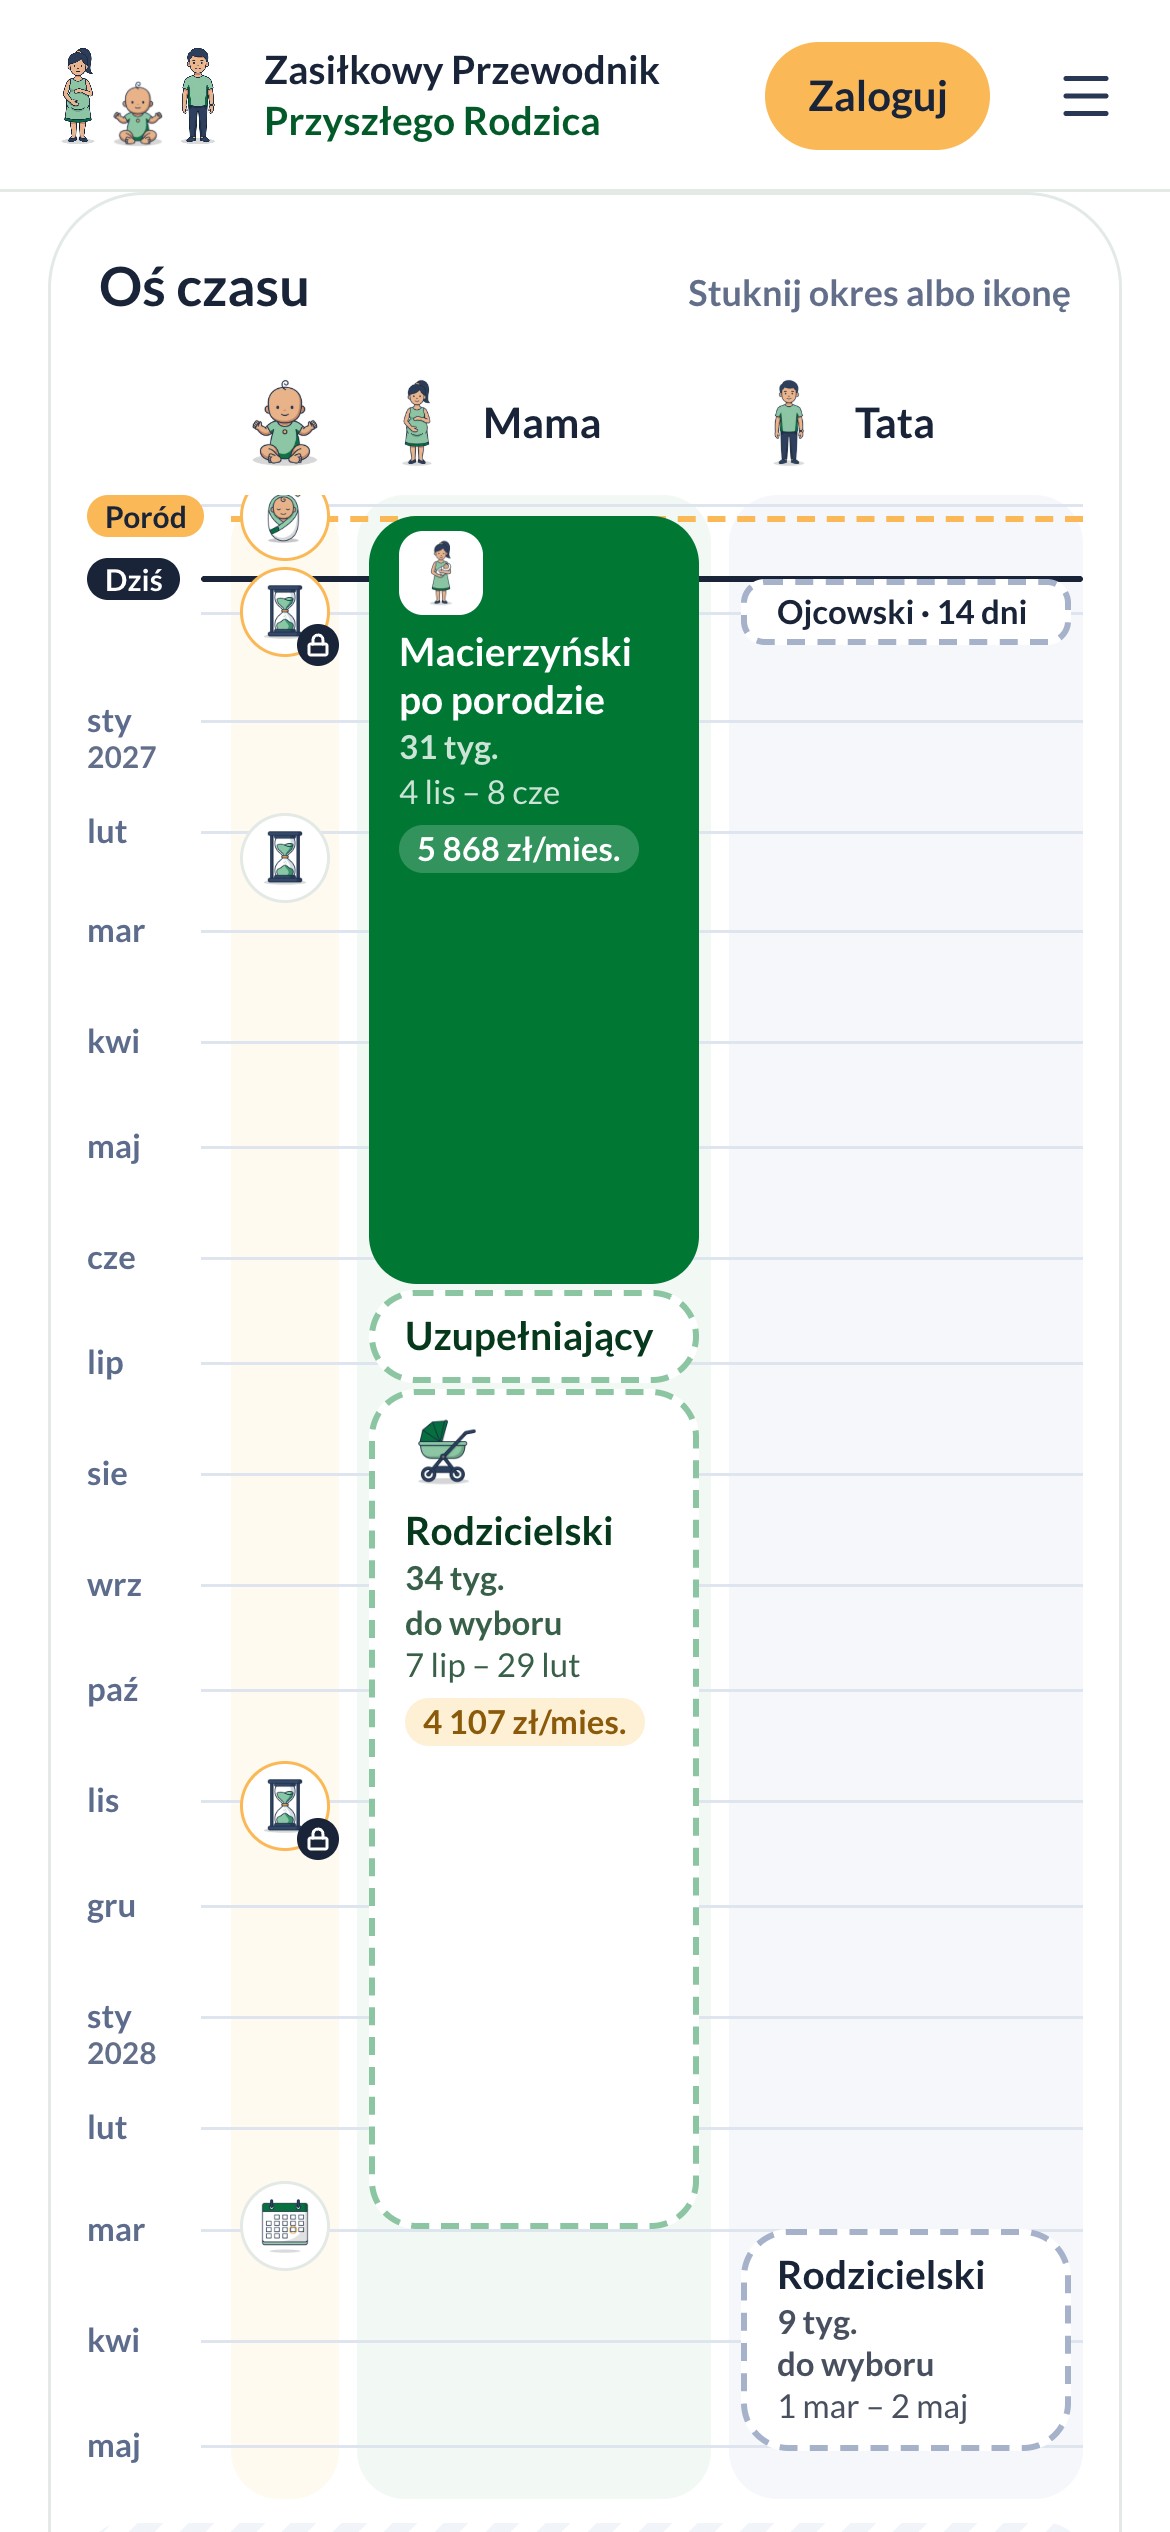 Zasiłkowy Przewodnik
Przyszłego Rodzica
Zaloguj
Oś czasu
Stuknij okres albo ikonę
Mama
Tata
Poród
Dziś
Ojcowski · 14 dni
Macierzyński
po porodzie
31 tyg.
4 lis – 8 cze
5 868 zł/mies.
sty
2027
lut
mar
kwi
maj
cze
Uzupełniający
lip
sie
Rodzicielski
34 tyg.
do wyboru
7 lip – 29 lut
4 107 zł/mies.
wrz
paź
lis
gru
sty
2028
lut
mar
Rodzicielski
9 tyg.
do wyboru
1 mar – 2 maj
kwi
maj